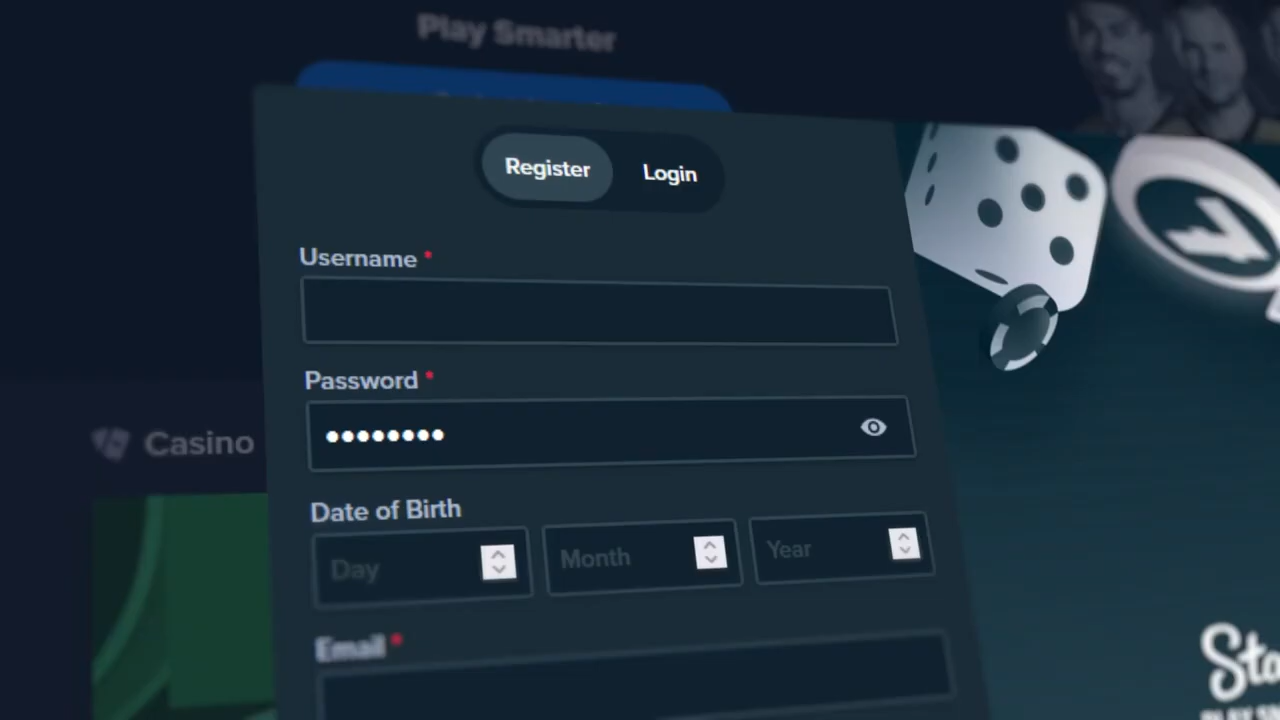 Play Smarter
Register
Login
Username *
Password *
Casino
Date of Birth
Day
Month
Year
Email *